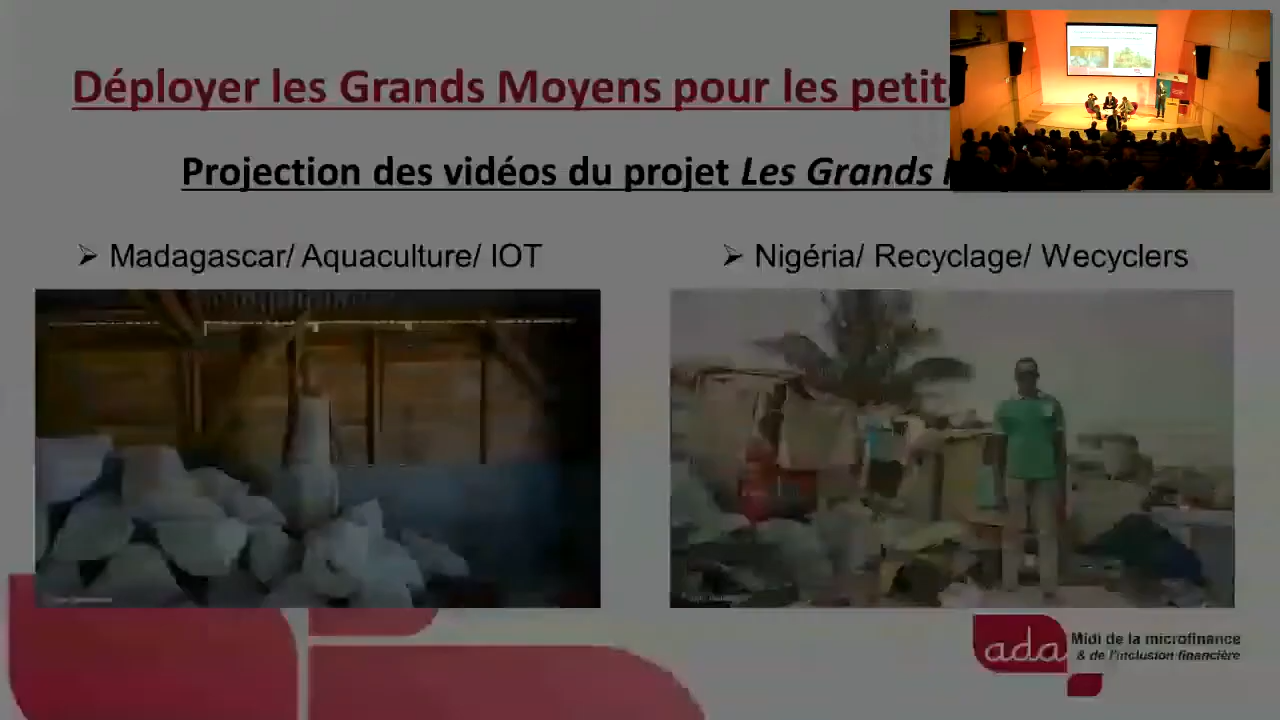 Déployer les Grands Moyens pour les petit
Projection des vidéos du projet Les Grands
➢ Madagascar/ Aquaculture/ IOT
➢ Nigéria/ Recyclage/ Wecyclers
ada
Midi de la microfinance
& de l'inclusion financière